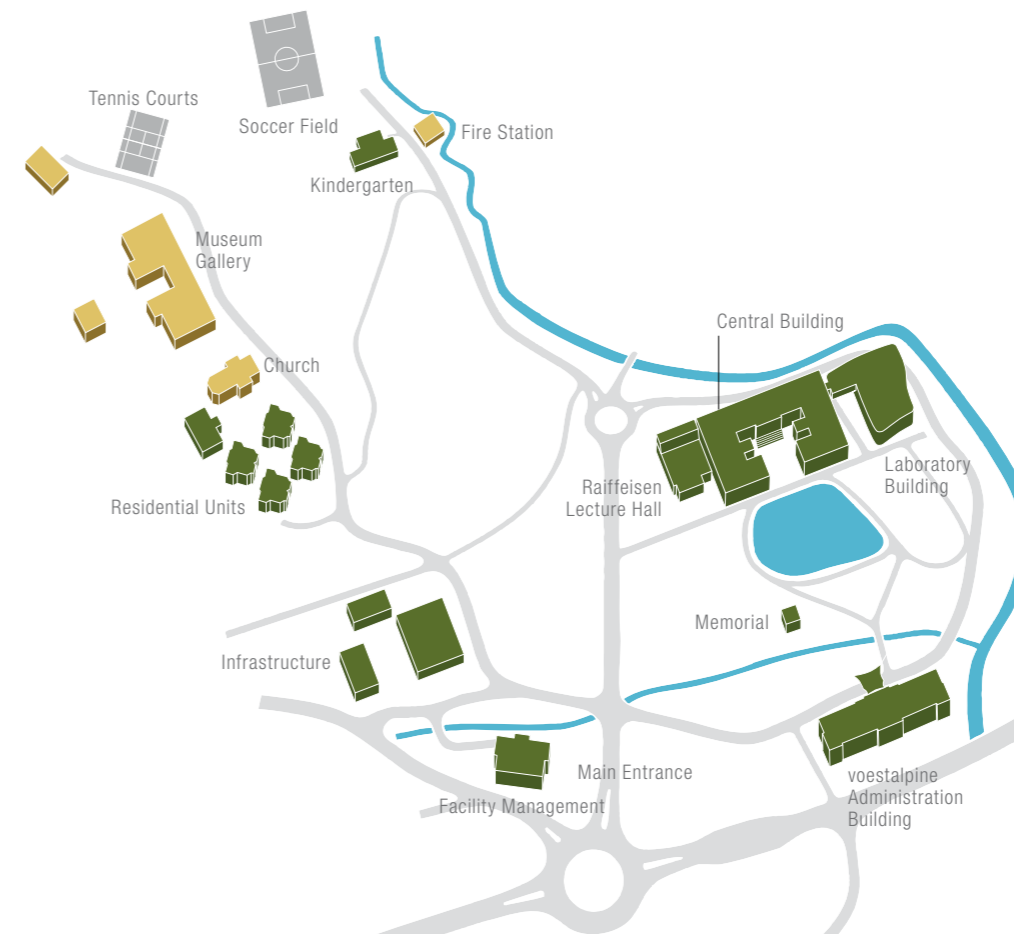 Tennis Courts
Soccer Field
Fire Station
Kindergarten
Museum
Gallery
Central Building
Church
Laboratory
Building
Raiffeisen
Lecture Hall
Residential Units
Memorial
Infrastructure
Main Entrance
voestalpine
Administration
Building
Facility Management